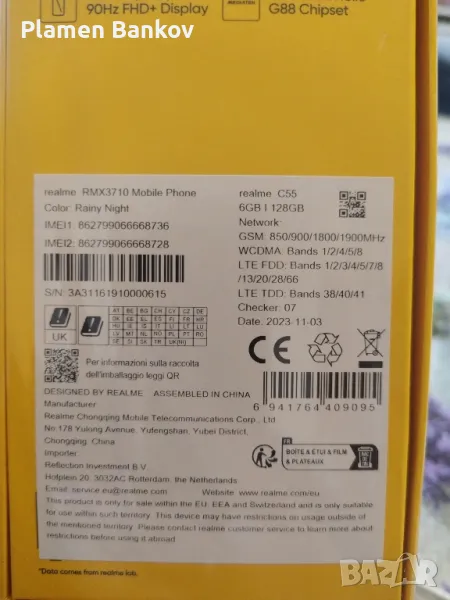 Plamen Zamen
90Hz FHD+ Display
G88 Chipset
realme RMX3710 Mobile Phone
Color: Rainy Night
IMEI1: 862799066668736
IMEI2: 862799066668728
S/N: 3A31161910000615
realme C55
6GB | 128GB
Network:
GSM: 850/900/1800/1900MHz
WCDMA: Bands 1/2/4/5/8
LTE FDD: Bands 1/2/3/4/5/7/8
/13/20/28/66
LTE TDD: Bands 38/40/41
Checker: 07
Date: 2023-11-03
UK
CE
Per informazioni sulla raccolta
dell'imballaggio leggi QR
DESIGNED BY REALME ASSEMBLED IN CHINA
Manufacturer
Realme Chongqing Mobile Telecommunications Corp., Ltd.
No.178 Yulong Avenue, Yufengshan, Yubei District,
Chongqing, China
Importer
Reflection Investment B.V.
Hofplein 20, 3032AC Rotterdam, the Netherlands
Email: service.eu@realme.com Website: www.realme.com/eu
6 941764 409095
FR
BOÎTE & ÉTUI & FILM
& PLATEAUX
This product is only for sale within the EU, EEA and Switzerland and is only for
use within such territory. This device may have restrictions on usage outside of
the mentioned territory. Please contact realme customer service to learn more
before using it abroad.
*Data comes from realme lab.
BAZAR